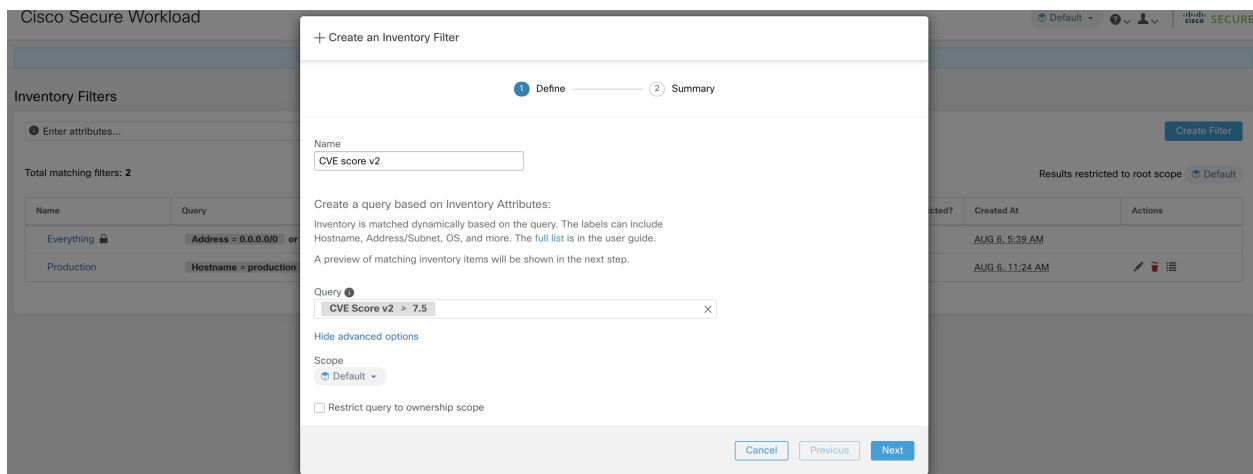 Cisco Secure Workload
Default
CISCO SECURE
+ Create an Inventory Filter
1 Define
2 Summary
Inventory Filters
Enter attributes...
Create Filter
Name
CVE score v2
Total matching filters: 2
Results restricted to root scope Default
Create a query based on Inventory Attributes:
Inventory is matched dynamically based on the query. The labels can include
Hostname, Address/Subnet, OS, and more. The full list is in the user guide.
A preview of matching inventory items will be shown in the next step.
Name Query icted? Created At Actions
Everything Address = 0.0.0.0/0 or AUG 6, 5:39 AM
Production Hostname = production AUG 6, 11:24 AM
Query
CVE Score v2 > 7.5
Hide advanced options
Scope
Default
Restrict query to ownership scope
Cancel Previous Next